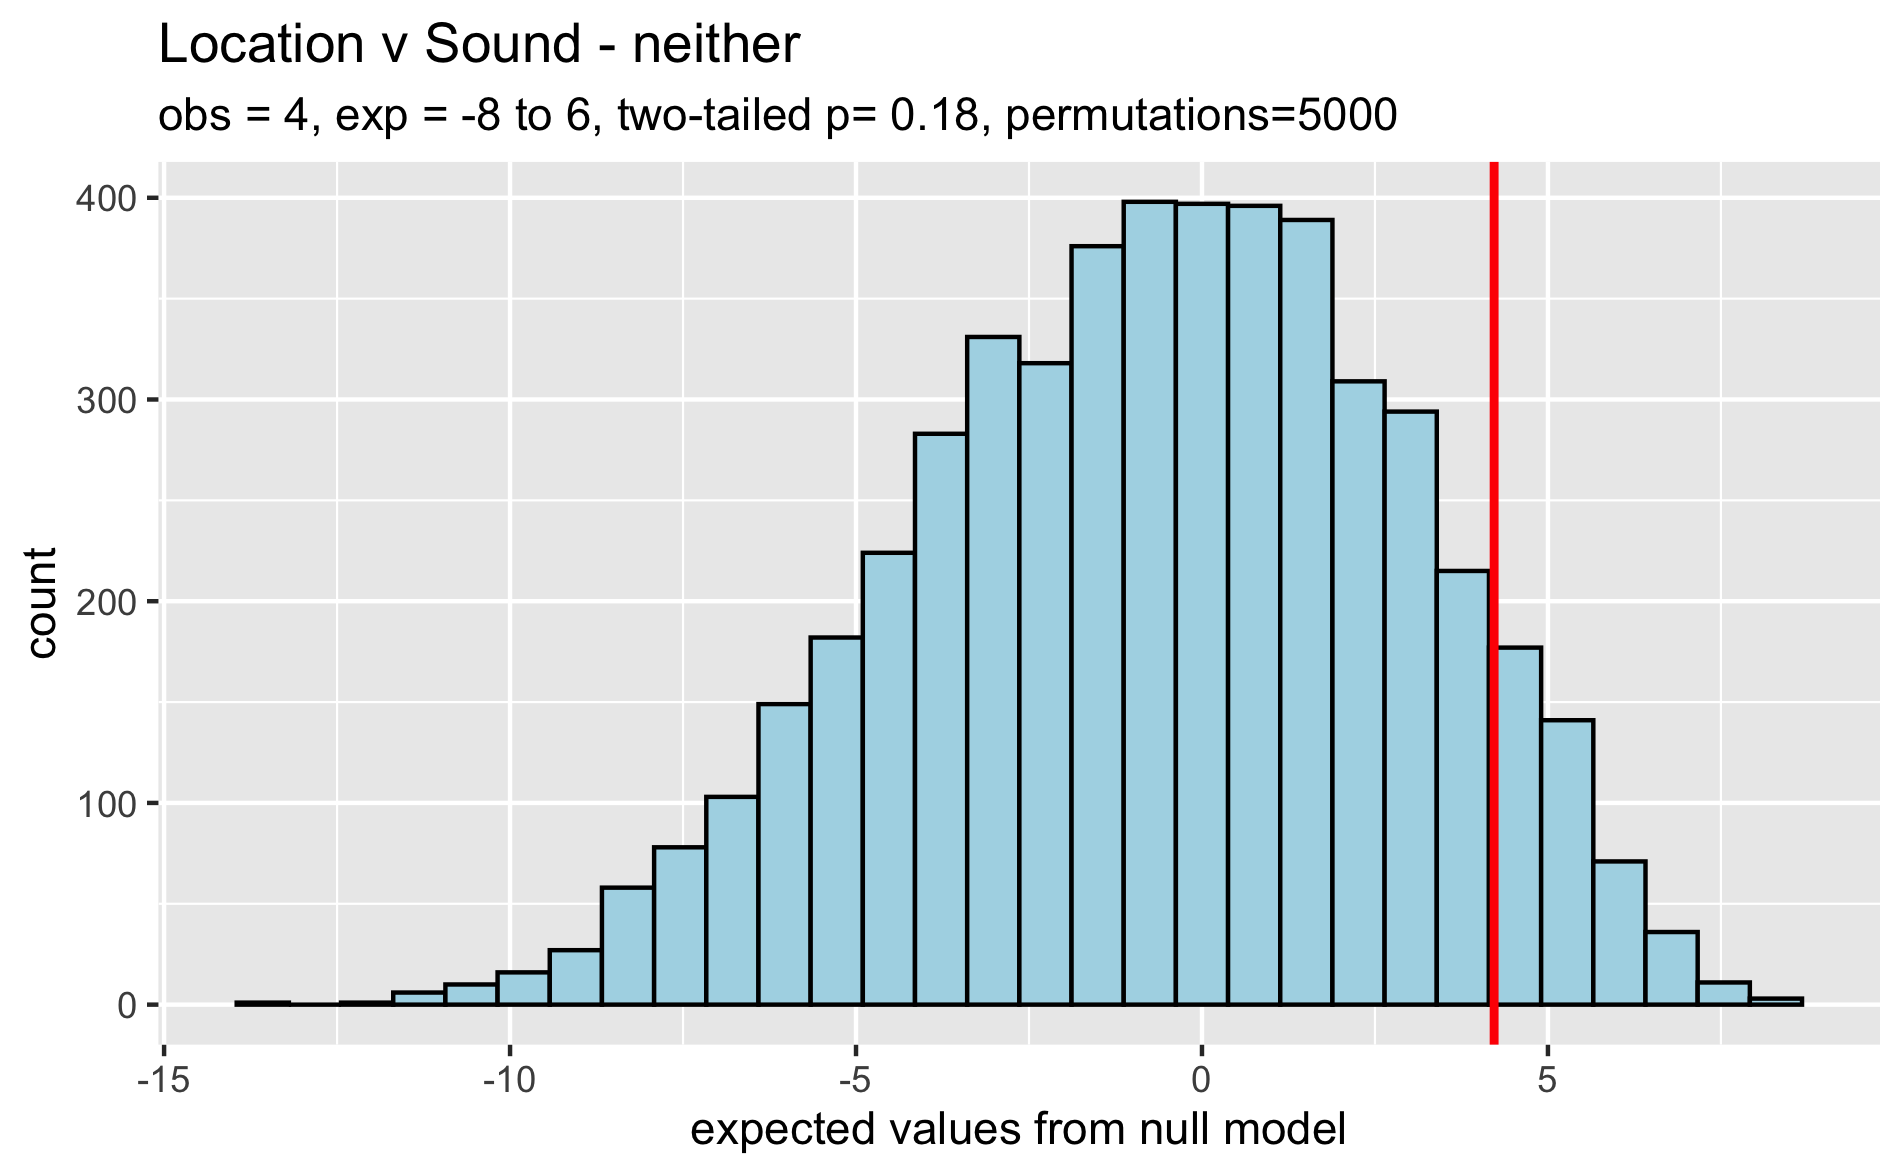 Location v Sound - neither
obs = 4, exp = -8 to 6, two-tailed p= 0.18, permutations=5000
400
300
200
100
0
count
-15 -10 -5 0 5
expected values from null model